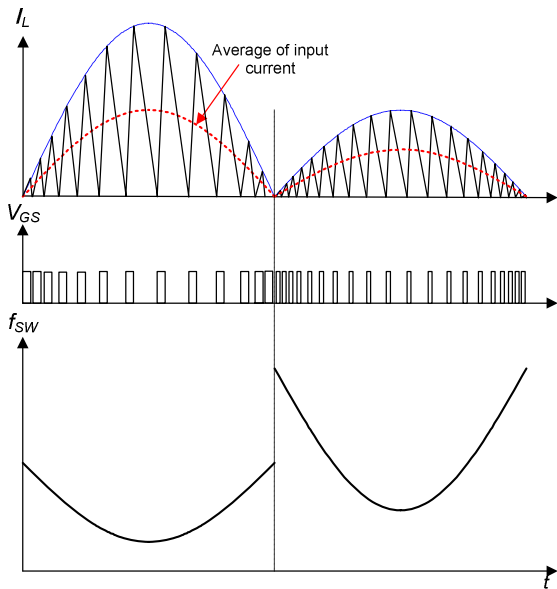 I_L
Average of input
current
V_GS
f_SW
t